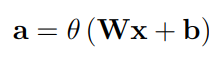 a = θ (Wx + b)